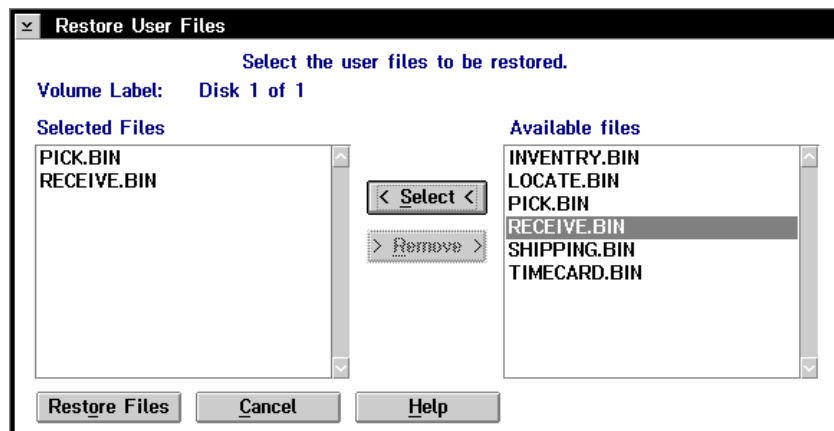 Restore User Files
Select the user files to be restored.
Volume Label: Disk 1 of 1
Selected Files
PICK.BIN
RECEIVE.BIN
< Select <
> Remove >
Available files
INVENTRY.BIN
LOCATE.BIN
PICK.BIN
RECEIVE.BIN
SHIPPING.BIN
TIMECARD.BIN
Restore Files Cancel Help